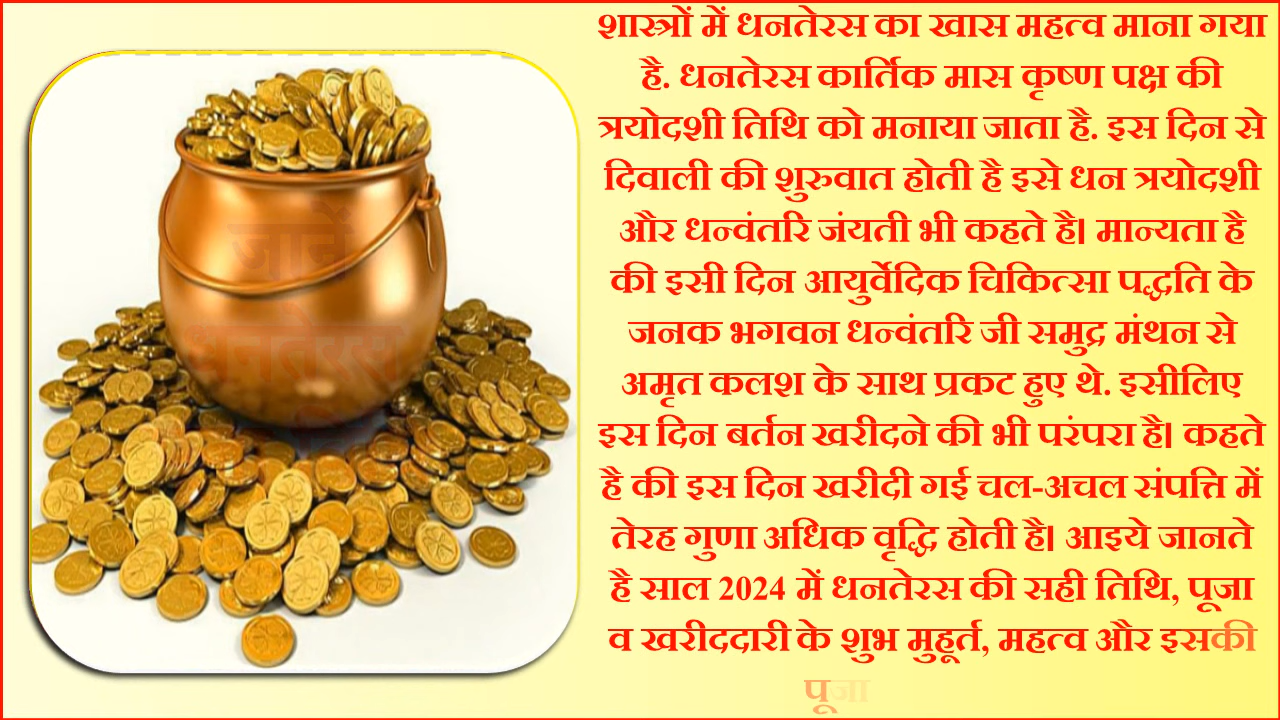 शास्त्रों में धनतेरस का खास महत्व माना गया
है. धनतेरस कार्तिक मास कृष्ण पक्ष की
त्रयोदशी तिथि को मनाया जाता है. इस दिन से
दिवाली की शुरुवात होती है इसे धन त्रयोदशी
और धन्वंतरि जंयती भी कहते है। मान्यता है
की इसी दिन आयुर्वेदिक चिकित्सा पद्धति के
जनक भगवन धन्वंतरि जी समुद्र मंथन से
अमृत कलश के साथ प्रकट हुए थे. इसीलिए
इस दिन बर्तन खरीदने की भी परंपरा है। कहते
है की इस दिन खरीदी गई चल-अचल संपत्ति में
तेरह गुणा अधिक वृद्धि होती है। आइये जानते
है साल 2024 में धनतेरस की सही तिथि, पूजा
व खरीददारी के शुभ मुहूर्त, महत्व और इसकी
पूजा
जानें
धनतेरस